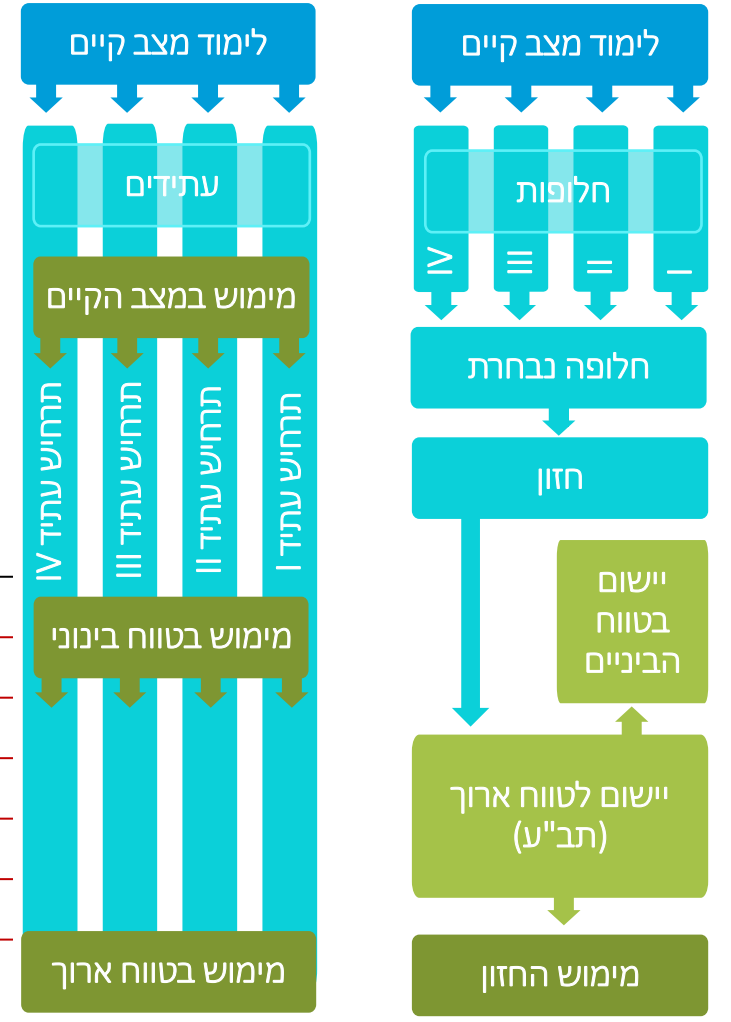 לימוד מצב קיים
חלופות
I
II
III
IV
חלופה נבחרת
חזון
יישום
בטווח
הביניים
יישום לטווח ארוך
(תב"ע)
מימוש החזון
לימוד מצב קיים
עתידים
מימוש במצב הקיים
תרחיש עתיד I
תרחיש עתיד II
תרחיש עתיד III
תרחיש עתיד IV
מימוש בטווח בינוני
מימוש בטווח ארוך